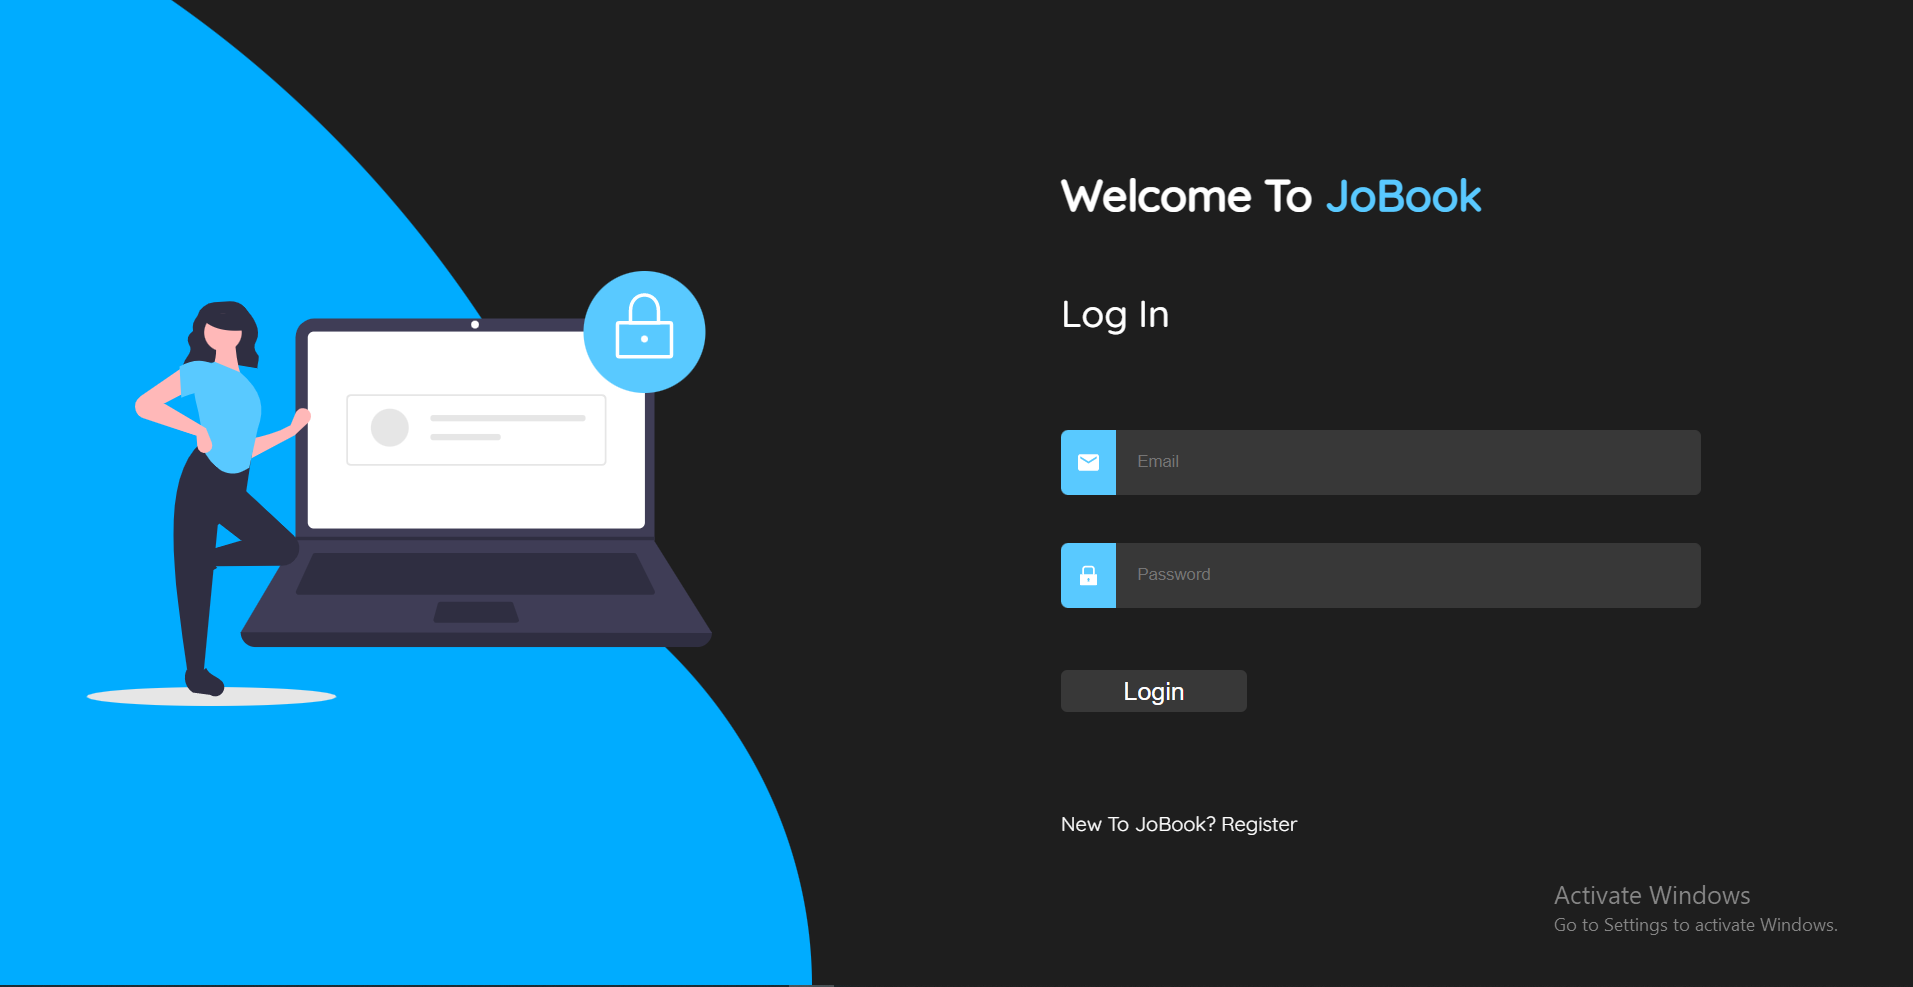 Welcome To JoBook
Log In
Email
Password
Login
New To JoBook? Register
Activate Windows
Go to Settings to activate Windows.